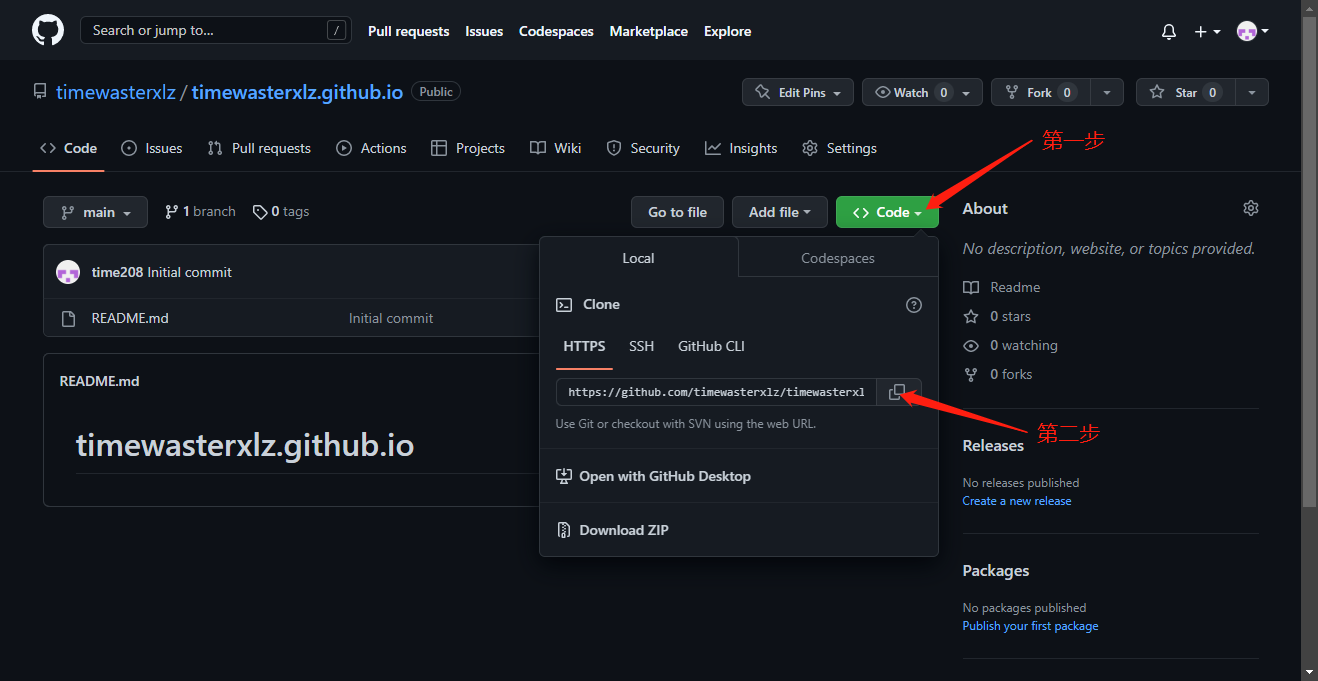 Search or jump to... /
Pull requests Issues Codespaces Marketplace Explore
timewasterxlz / timewasterxlz.github.io Public
Edit Pins Watch 0 Fork 0 Star 0
第一步
Code Issues Pull requests Actions Projects Wiki Security Insights Settings
main 1 branch 0 tags Go to file Add file Code
About
No description, website, or topics provided.
Readme
0 stars
0 watching
0 forks
time208 Initial commit
README.md Initial commit
README.md
timewasterxlz.github.io
Local Codespaces
Clone
HTTPS SSH GitHub CLI
https://github.com/timewasterxlz/timewasterxl
第二步
Use Git or checkout with SVN using the web URL.
Open with GitHub Desktop
Download ZIP
Releases
No releases published
Create a new release
Packages
No packages published
Publish your first package